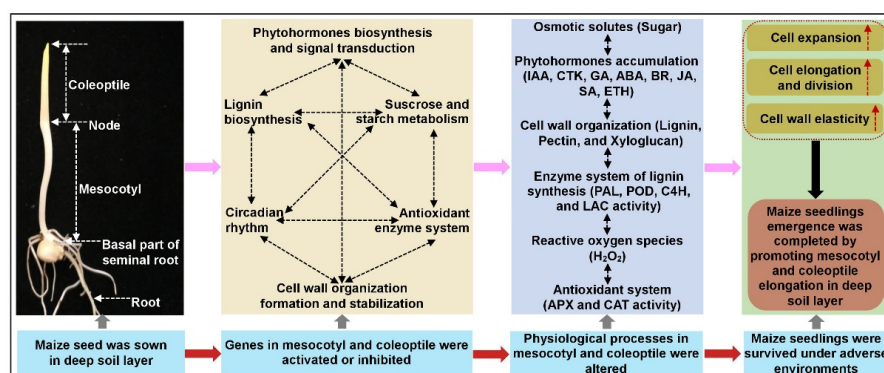 Coleoptile
Node
Mesocotyl
Basal part of
seminal root
Root
Maize seed was sown
in deep soil layer
Phytohormones biosynthesis
and signal transduction
Lignin
biosynthesis
Suscrose and
starch metabolism
Circadian
rhythm
Antioxidant
enzyme system
Cell wall organization
formation and stabilization
Genes in mesocotyl and coleoptile were
activated or inhibited
Osmotic solutes (Sugar)
Phytohormones accumulation
(IAA, CTK, GA, ABA, BR, JA,
SA, ETH)
Cell wall organization (Lignin,
Pectin, and Xyloglucan)
Enzyme system of lignin
synthesis (PAL, POD, C4H,
and LAC activity)
Reactive oxygen species
(H₂O₂)
Antioxidant system
(APX and CAT activity)
Physiological processes in
mesocotyl and coleoptile were
altered
Cell expansion
Cell elongation
and division
Cell wall elasticity
Maize seedlings
emergence was
completed by
promoting mesocotyl
and coleoptile
elongation in deep
soil layer
Maize seedlings were
survived under adverse
environments